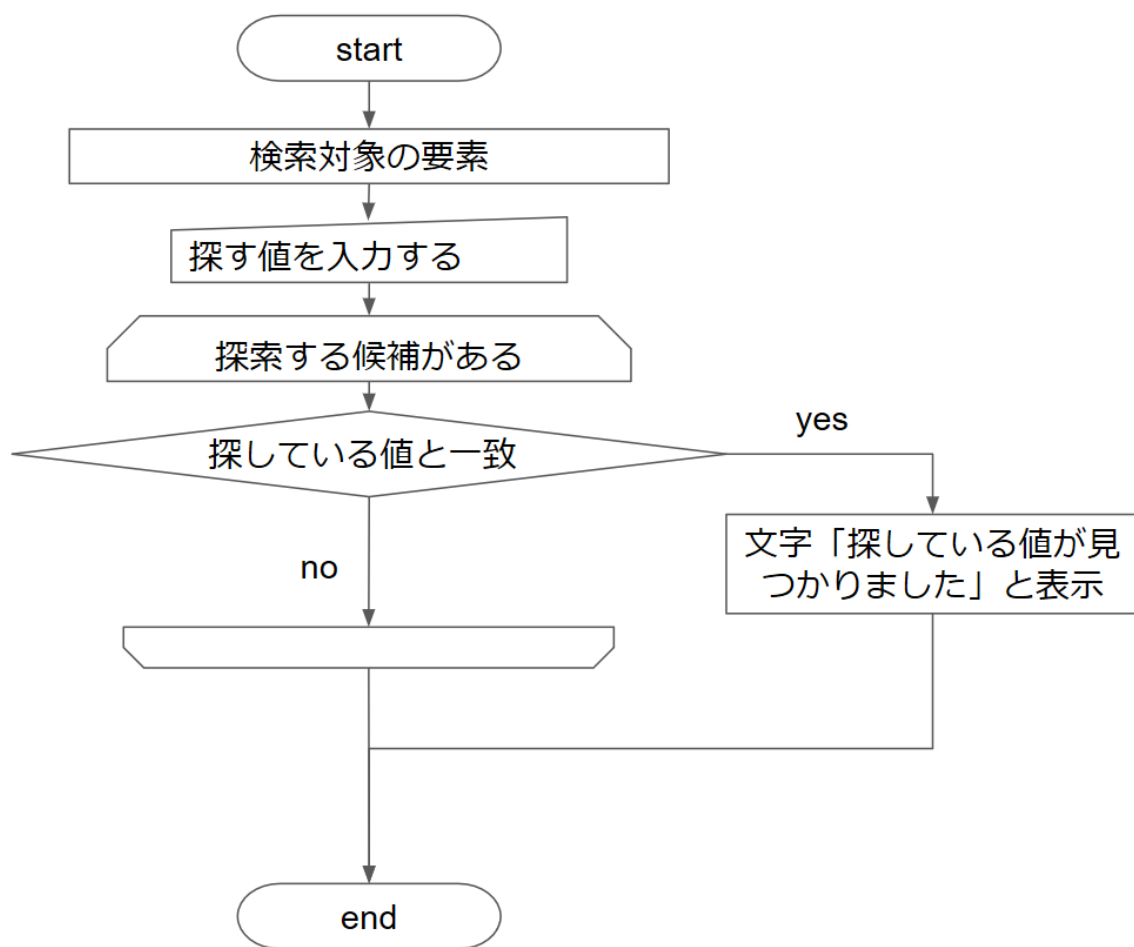 start
検索対象の要素
探す値を入力する
探索する候補がある
yes
探している値と一致
文字「探している値が見
つかりました」と表示
no
end